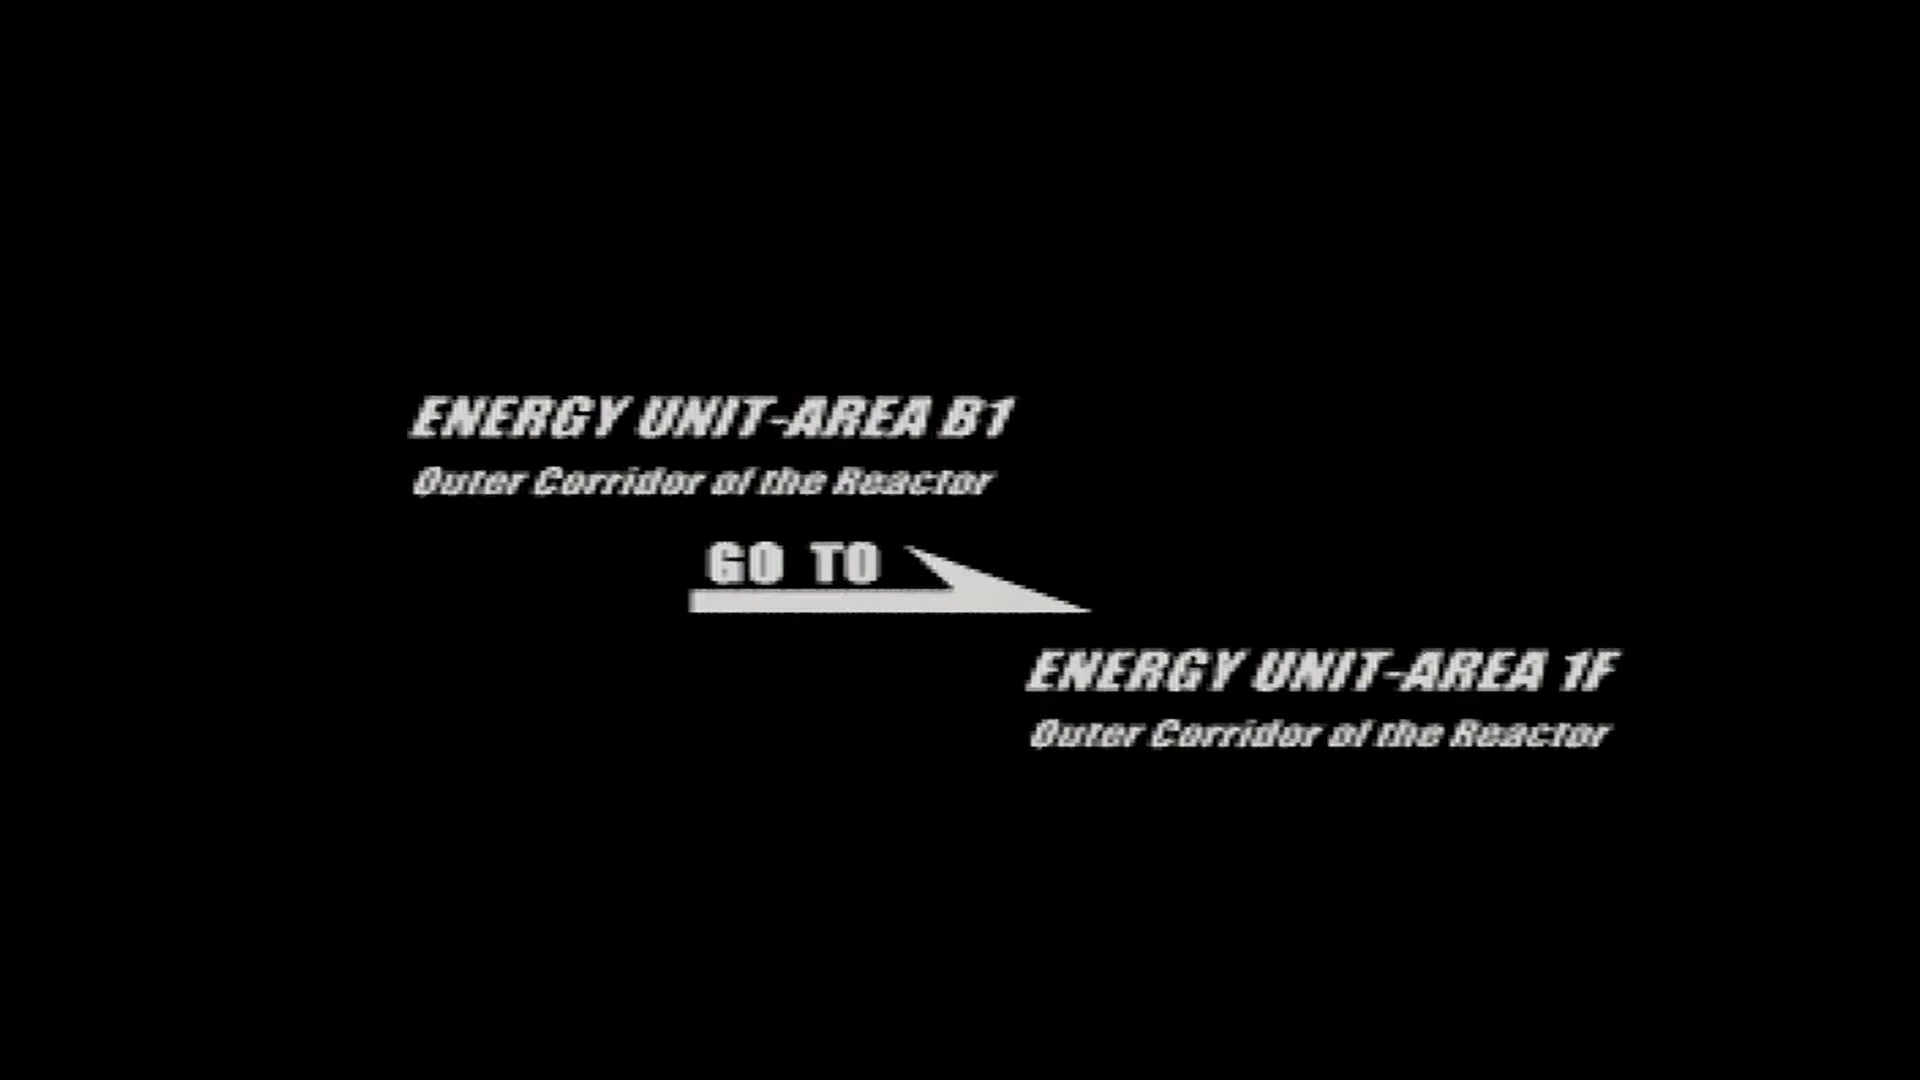 ENERGY UNIT-AREA B1
Outer Corridor of the Reactor
GO TO
ENERGY UNIT-AREA 1F
Outer Corridor of the Reactor